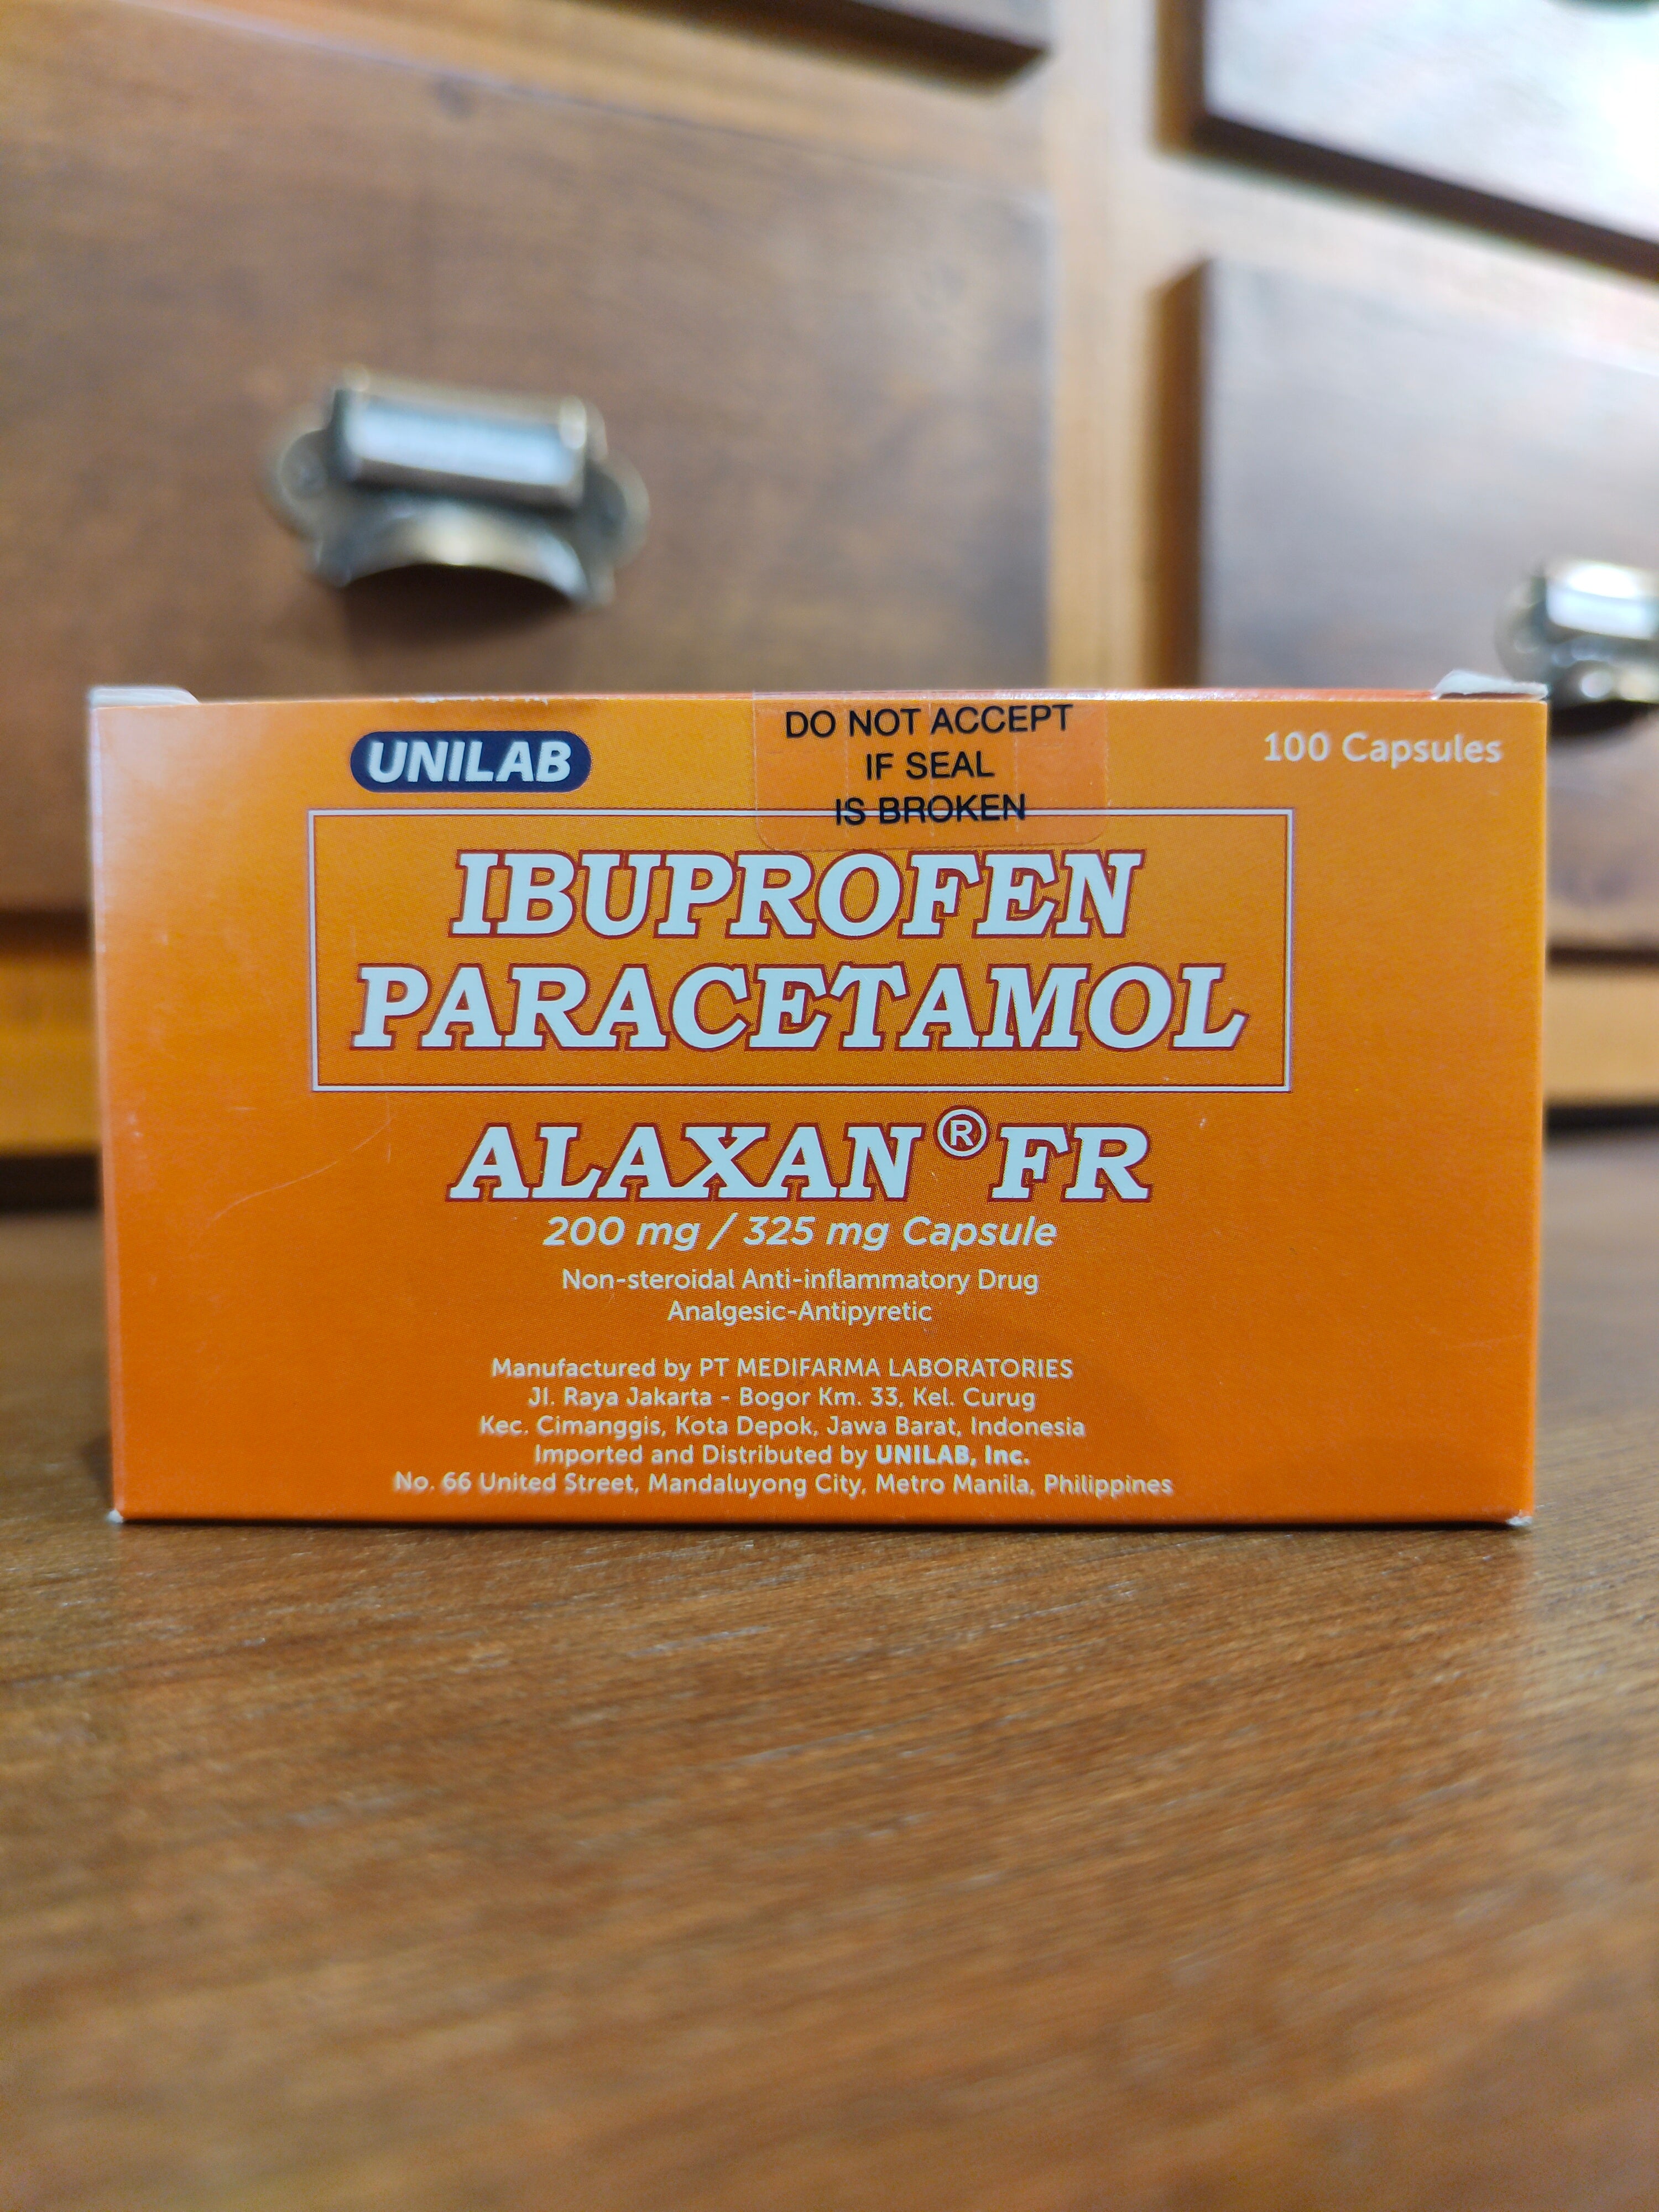 UNILAB
DO NOT ACCEPT
IF SEAL
IS BROKEN
100 Capsules
IBUPROFEN
PARACETAMOL
ALAXAN® FR
200 mg / 325 mg Capsule
Non-steroidal Anti-inflammatory Drug
Analgesic-Antipyretic
Manufactured by PT MEDIFARMA LABORATORIES
Jl. Raya Jakarta - Bogor Km. 33, Kel. Curug
Kec. Cimanggis, Kota Depok, Jawa Barat, Indonesia
Imported and Distributed by UNILAB, Inc.
No. 66 United Street, Mandaluyong City, Metro Manila, Philippines